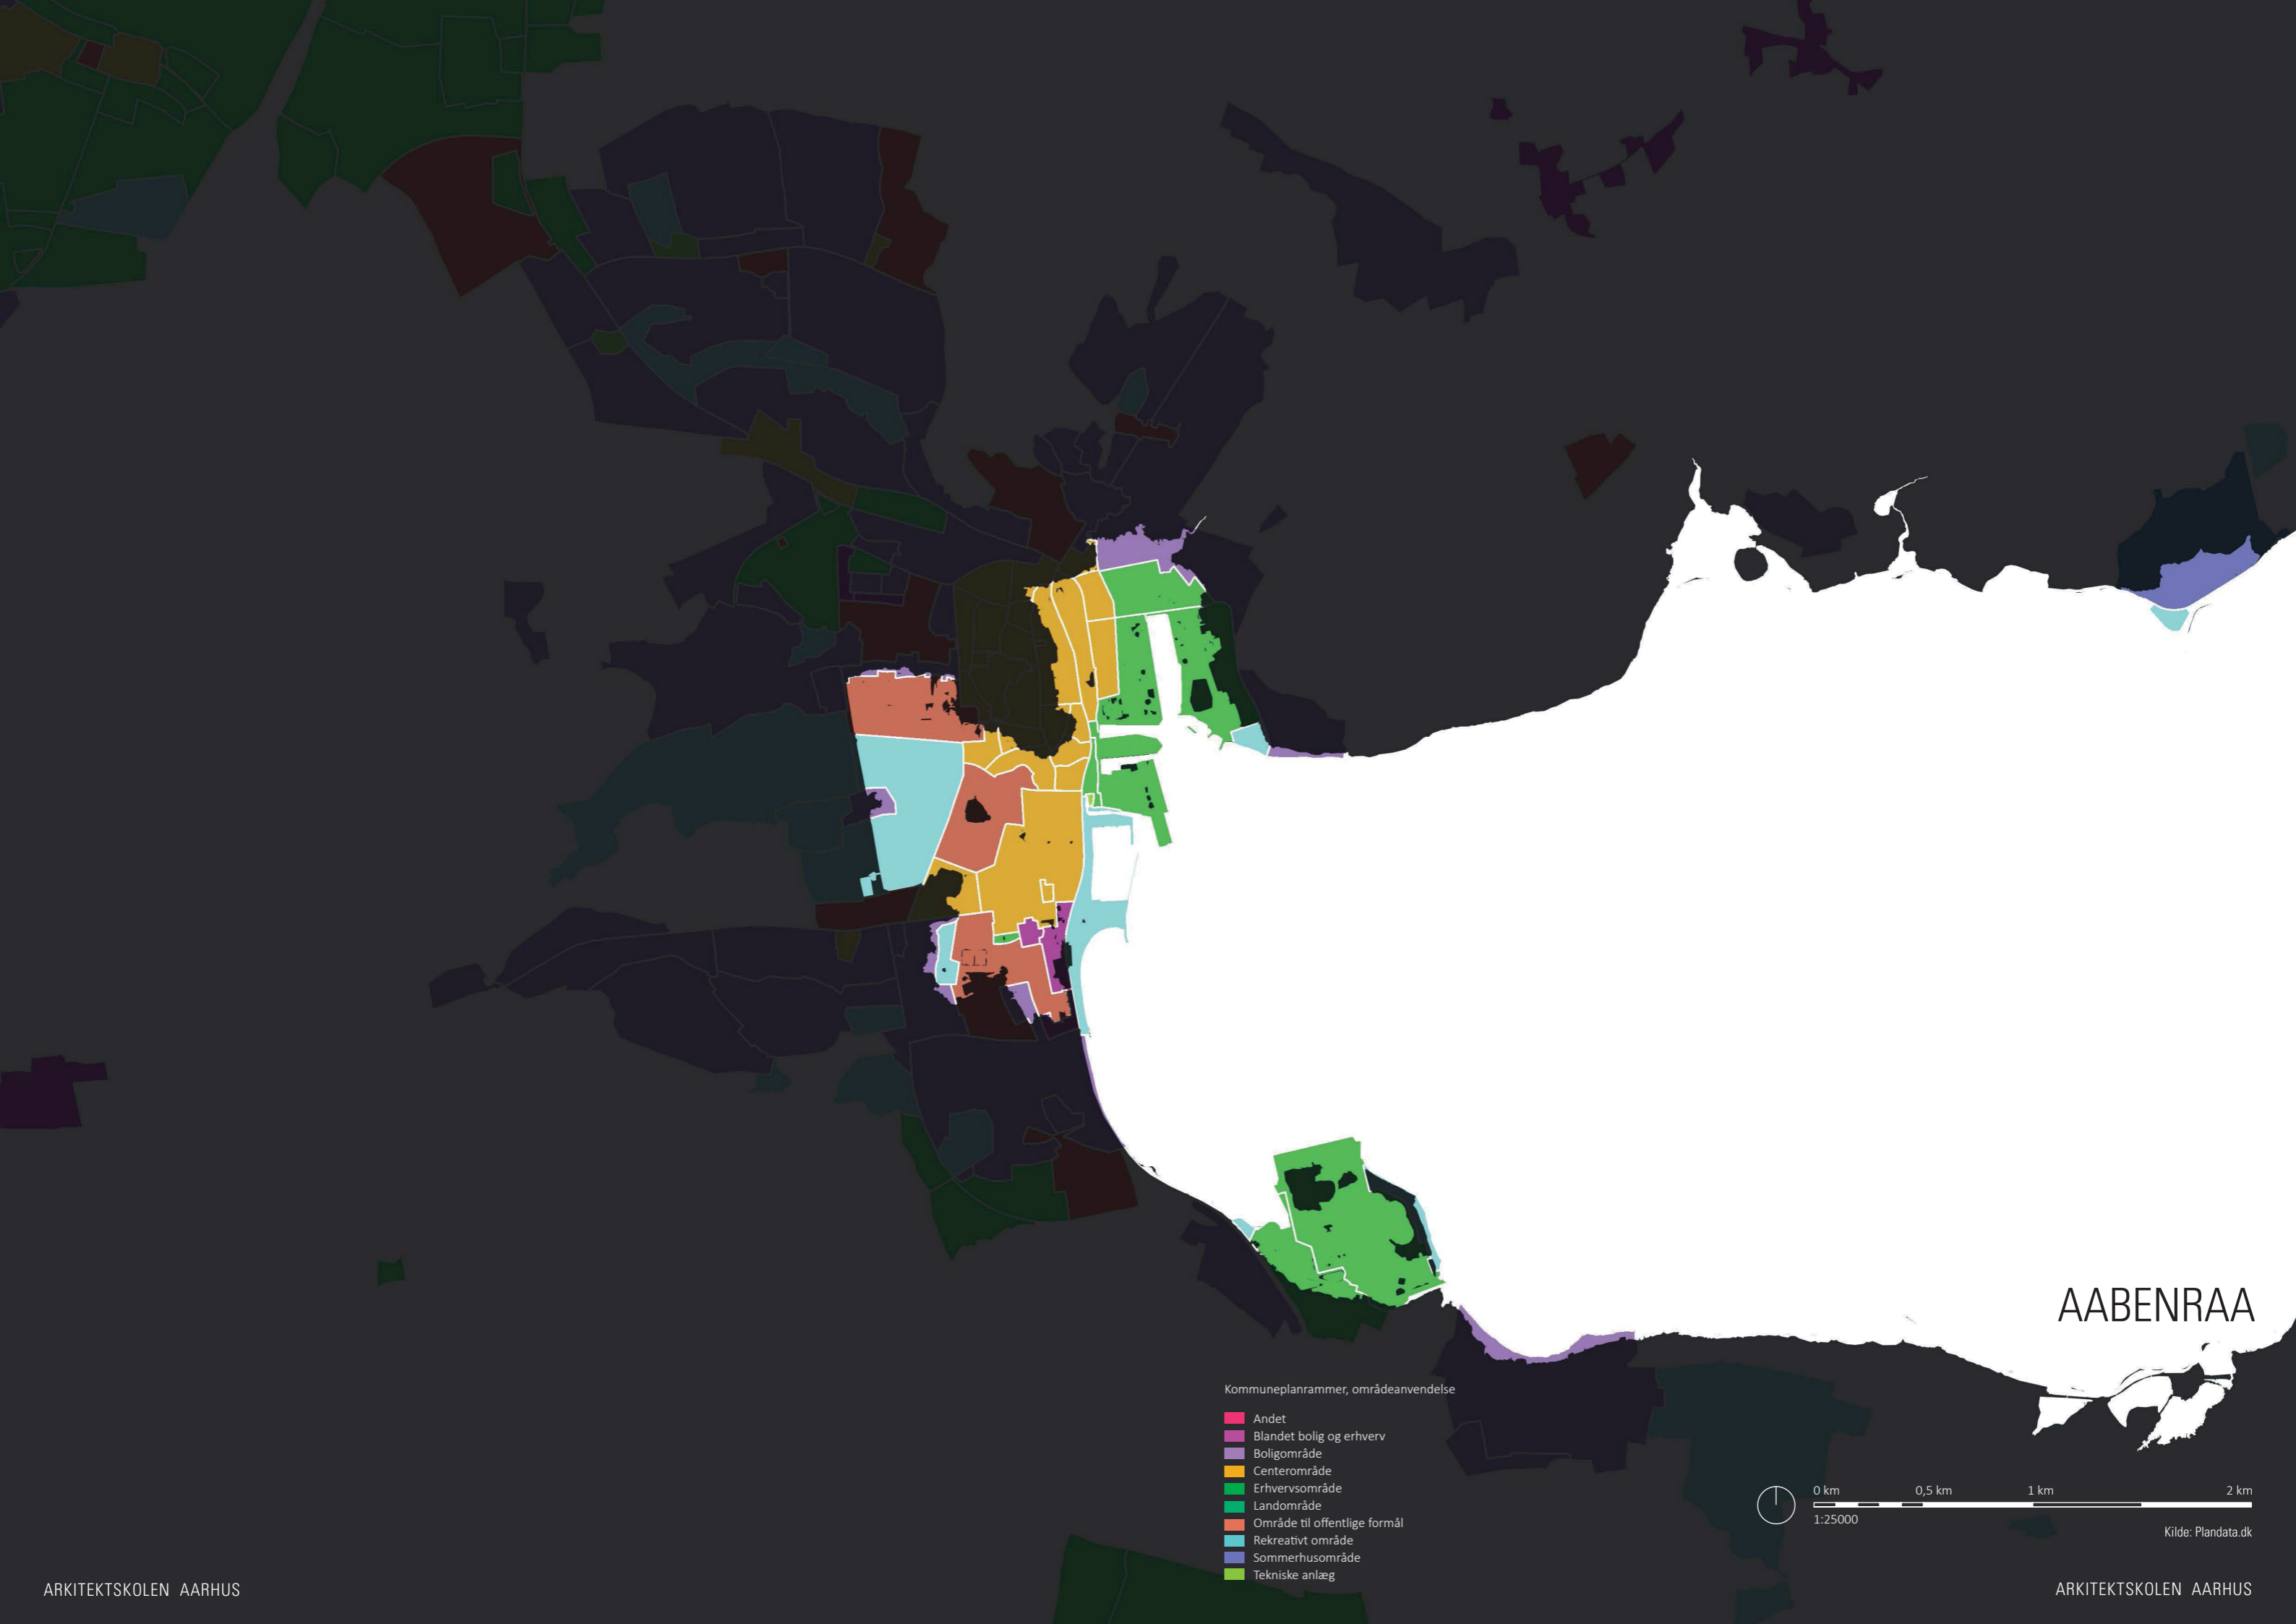 AABENRAA
Kommuneplanrammer, områdeanvendelse
Andet
Blandet bolig og erhverv
Boligområde
Centerområde
Erhvervsområde
Landområde
Område til offentlige formål
Rekreativt område
Sommerhusområde
Tekniske anlæg
0 km 0,5 km 1 km 2 km
1:25000
Kilde: Plandata.dk
ARKITEKTSKOLEN AARHUS
ARKITEKTSKOLEN AARHUS